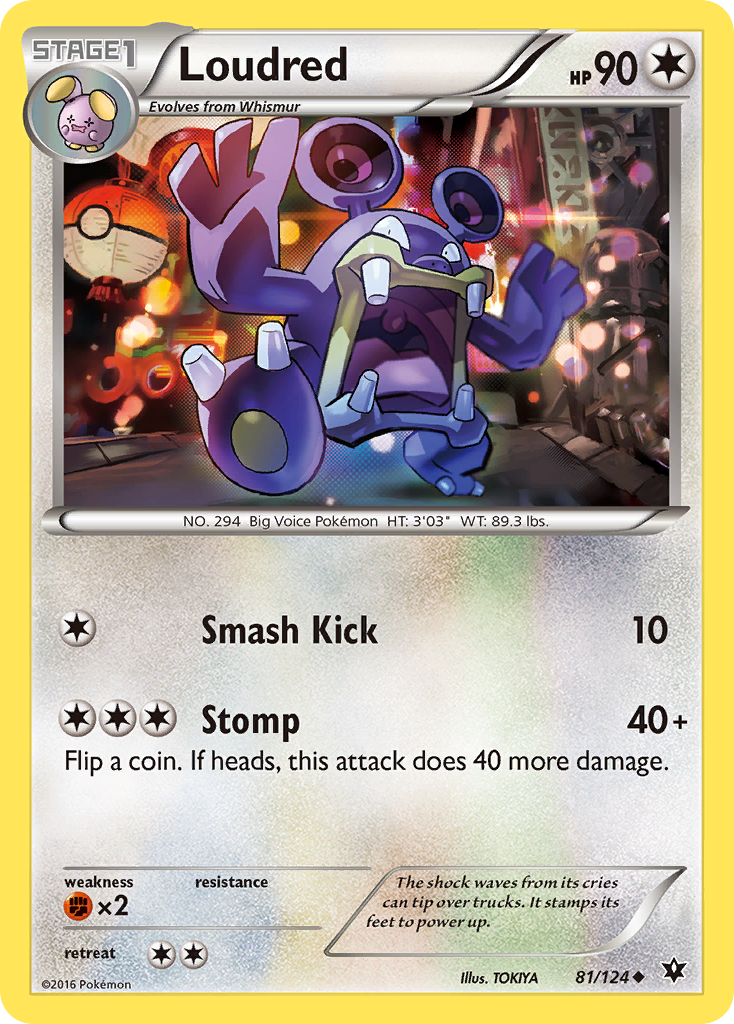 STAGE1
Loudred
HP 90
Evolves from Whismur
NO. 294 Big Voice Pokémon HT: 3'03" WT: 89.3 lbs.
Smash Kick 10
Stomp 40+
Flip a coin. If heads, this attack does 40 more damage.
weakness resistance
×2
retreat
The shock waves from its cries
can tip over trucks. It stamps its
feet to power up.
©2016 Pokémon
Illus. TOKIYA 81/124